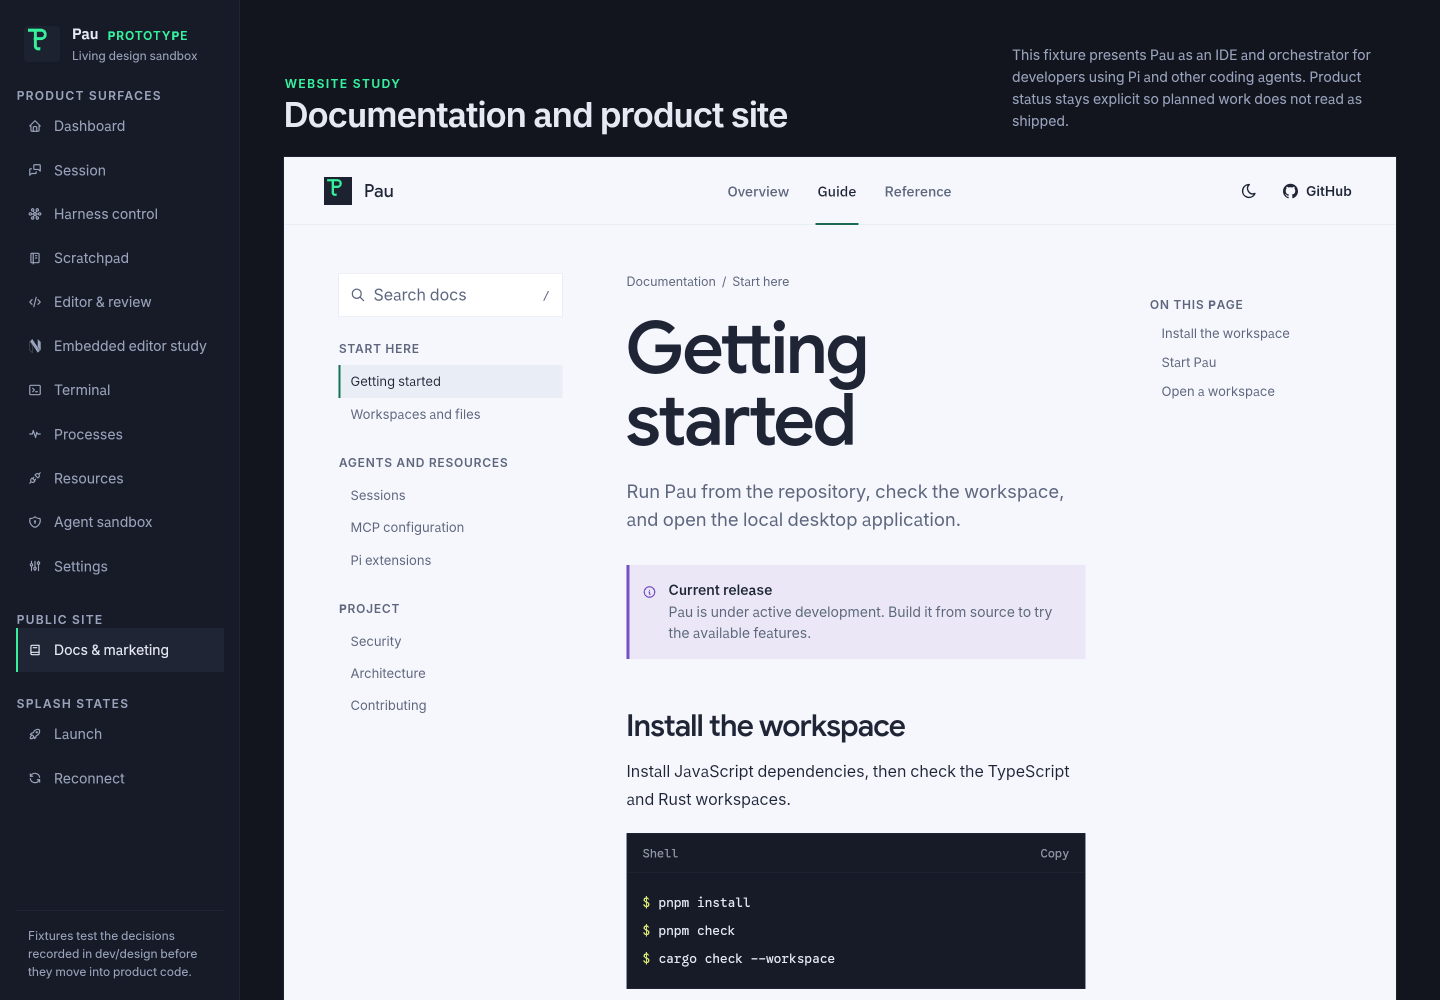 Pau PROTOTYPE
Living design sandbox
PRODUCT SURFACES
Dashboard
Session
Harness control
Scratchpad
Editor & review
Embedded editor study
Terminal
Processes
Resources
Agent sandbox
Settings
PUBLIC SITE
Docs & marketing
SPLASH STATES
Launch
Reconnect
Fixtures test the decisions
recorded in dev/design before
they move into product code.
WEBSITE STUDY
Documentation and product site
This fixture presents Pau as an IDE and orchestrator for
developers using Pi and other coding agents. Product
status stays explicit so planned work does not read as
shipped.
Pau
Overview Guide Reference
GitHub
Search docs /
START HERE
Getting started
Workspaces and files
AGENTS AND RESOURCES
Sessions
MCP configuration
Pi extensions
PROJECT
Security
Architecture
Contributing
Documentation / Start here
Getting
started
Run Pau from the repository, check the workspace,
and open the local desktop application.
Current release
Pau is under active development. Build it from source to try
the available features.
Install the workspace
Install JavaScript dependencies, then check the TypeScript
and Rust workspaces.
Shell Copy
$ pnpm install
$ pnpm check
$ cargo check --workspace
ON THIS PAGE
Install the workspace
Start Pau
Open a workspace